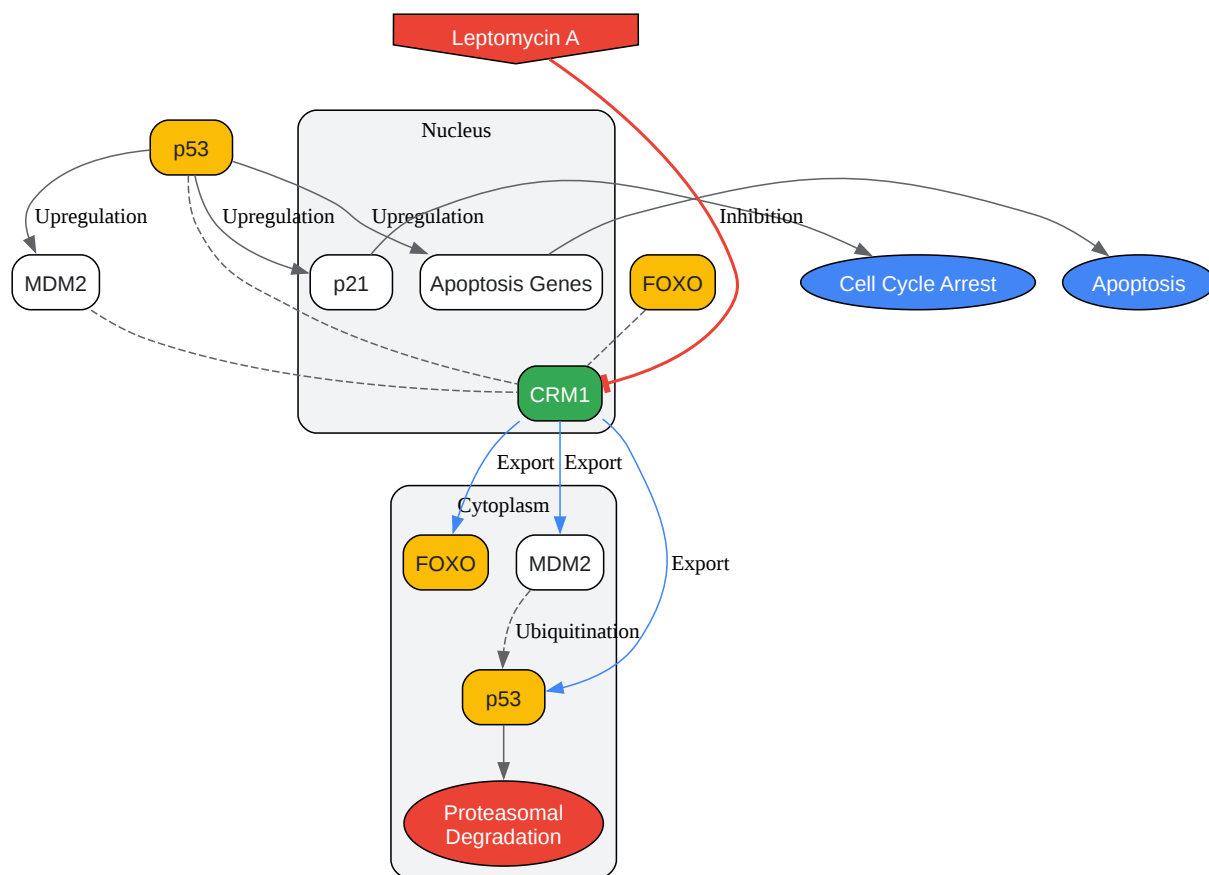 Leptomycin A
Nucleus
p53
Upregulation
Upregulation
Upregulation
Inhibition
MDM2
p21
Apoptosis Genes
FOXO
Cell Cycle Arrest
Apoptosis
CRM1
Export
Export
Cytoplasm
FOXO
MDM2
Export
Ubiquitination
p53
Proteasomal
Degradation